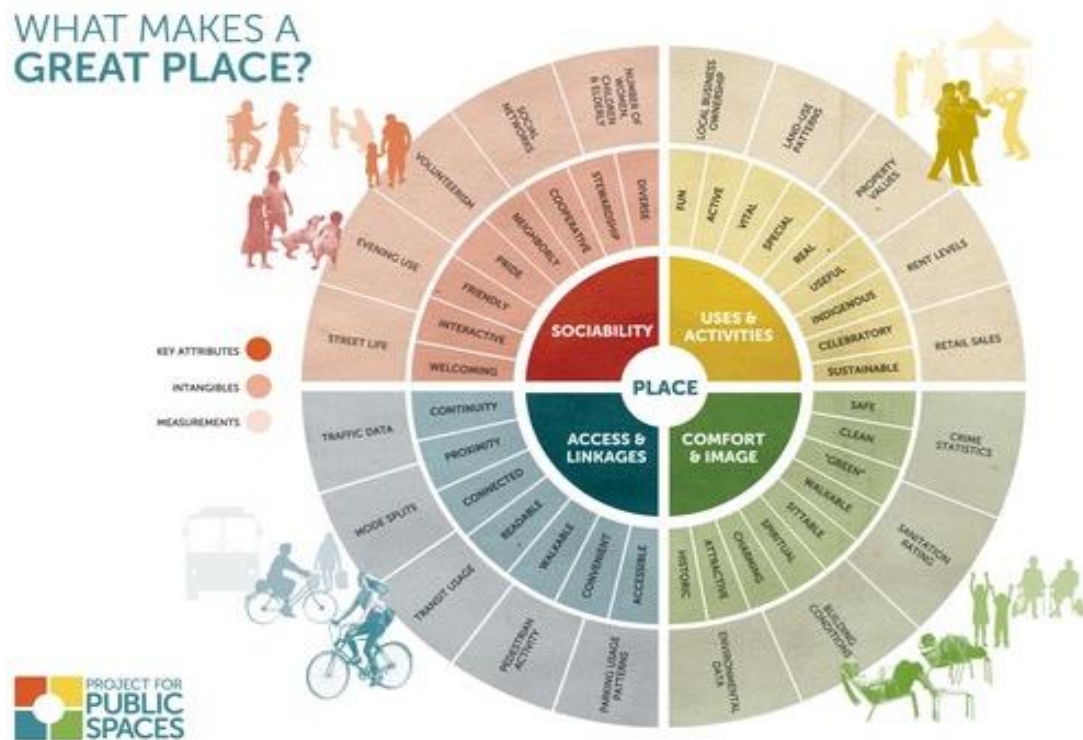 WHAT MAKES A
GREAT PLACE?
KEY ATTRIBUTES
INTANGIBLES
MEASUREMENTS
PLACE
SOCIABILITY
USES &
ACTIVITIES
ACCESS &
LINKAGES
COMFORT
& IMAGE
WELCOMING
INTERACTIVE
FRIENDLY
PRIDE
NEIGHBORLY
COOPERATIVE
STEWARDSHIP
DIVERSE
FUN
ACTIVE
VITAL
SPECIAL
REAL
USEFUL
INDIGENOUS
CELEBRATORY
SUSTAINABLE
SAFE
CLEAN
"GREEN"
WALKABLE
SITTABLE
SPIRITUAL
CHARMING
ATTRACTIVE
HISTORIC
ACCESSIBLE
CONVENIENT
WALKABLE
READABLE
CONNECTED
PROXIMITY
CONTINUITY
STREET LIFE
EVENING USE
VOLUNTEERISM
SOCIAL
NETWORKS
NUMBER OF
WOMEN,
CHILDREN
& ELDERLY
LOCAL BUSINESS
OWNERSHIP
LAND-USE
PATTERNS
PROPERTY
VALUES
RENT LEVELS
RETAIL SALES
CRIME
STATISTICS
SANITATION
RATING
BUILDING
CONDITIONS
ENVIRONMENTAL
DATA
PARKING USAGE
PATTERNS
PEDESTRIAN
ACTIVITY
TRANSIT USAGE
MODE SPLITS
TRAFFIC DATA
PROJECT FOR
PUBLIC
SPACES